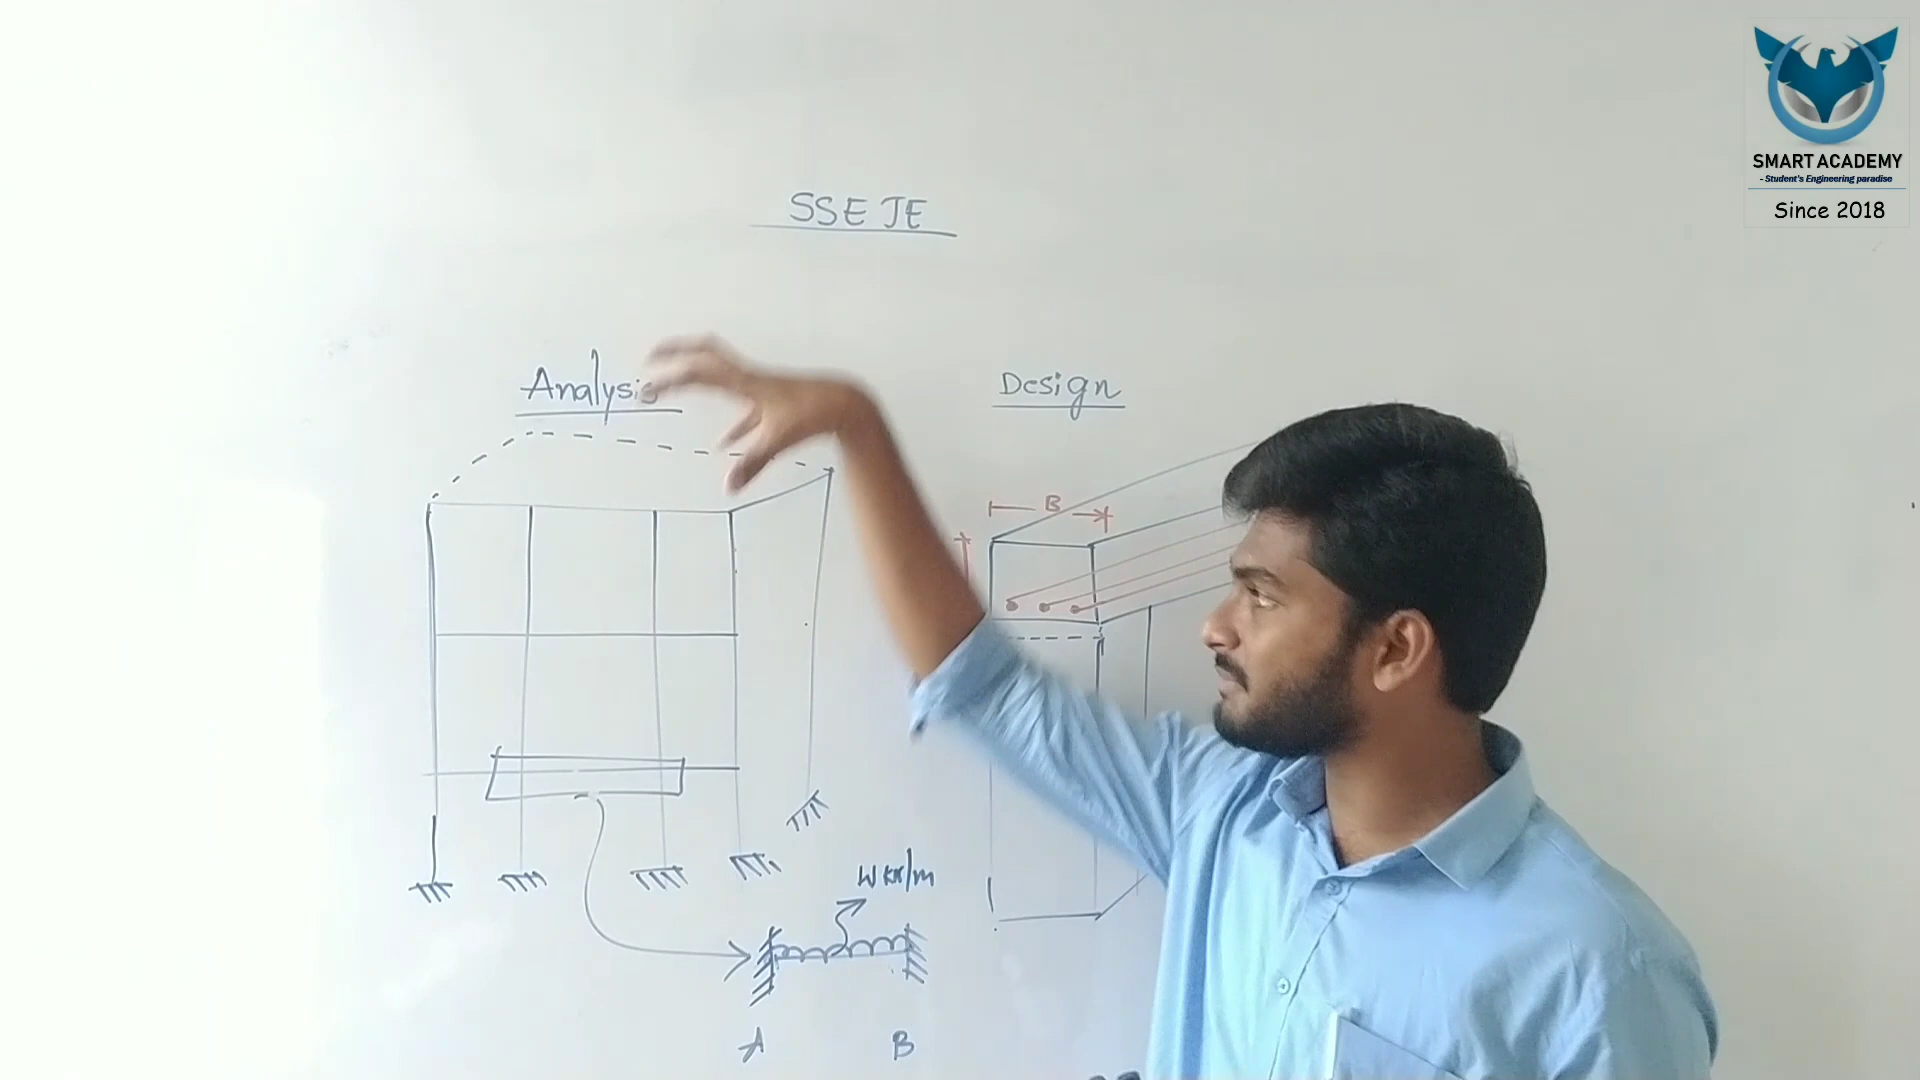 SMART ACADEMY
- Student's Engineering paradise
Since 2018
SSE JE
Analysis
Design
B
W KN/m
A
B